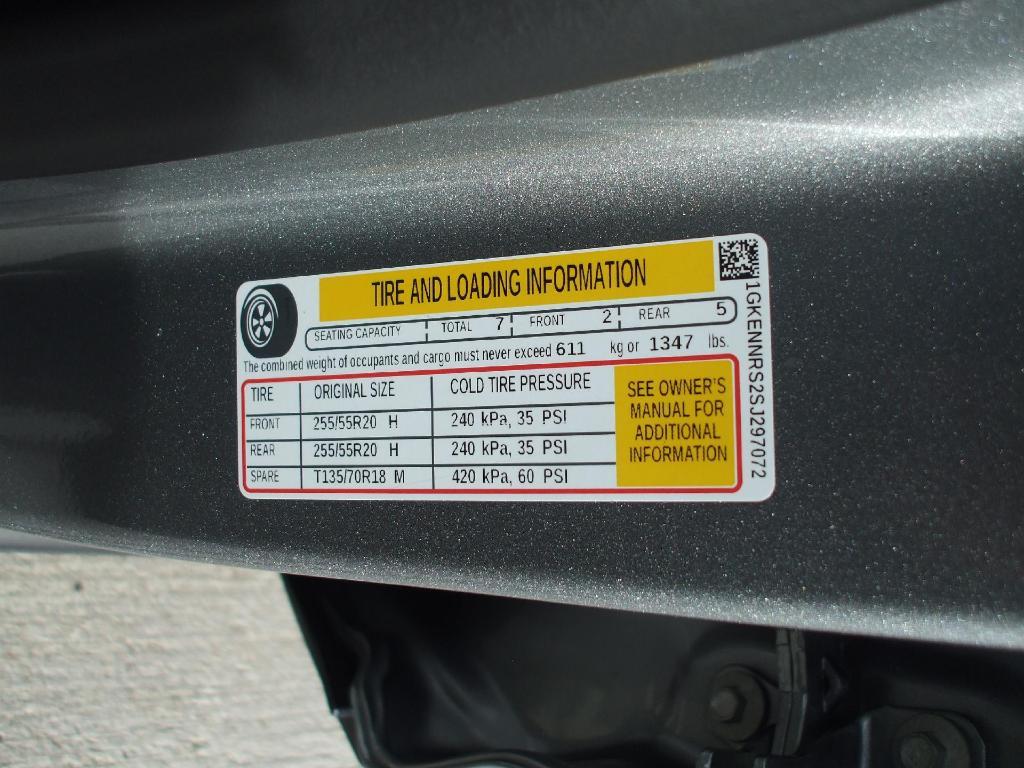 TIRE AND LOADING INFORMATION
SEATING CAPACITY TOTAL 7 FRONT 2 REAR 5
The combined weight of occupants and cargo must never exceed 611 kg or 1347 lbs.
TIRE ORIGINAL SIZE COLD TIRE PRESSURE
FRONT 255/55R20 H 240 kPa, 35 PSI
REAR 255/55R20 H 240 kPa, 35 PSI
SPARE T135/70R18 M 420 kPa, 60 PSI
SEE OWNER'S
MANUAL FOR
ADDITIONAL
INFORMATION
1GKENNRS2SJ297072